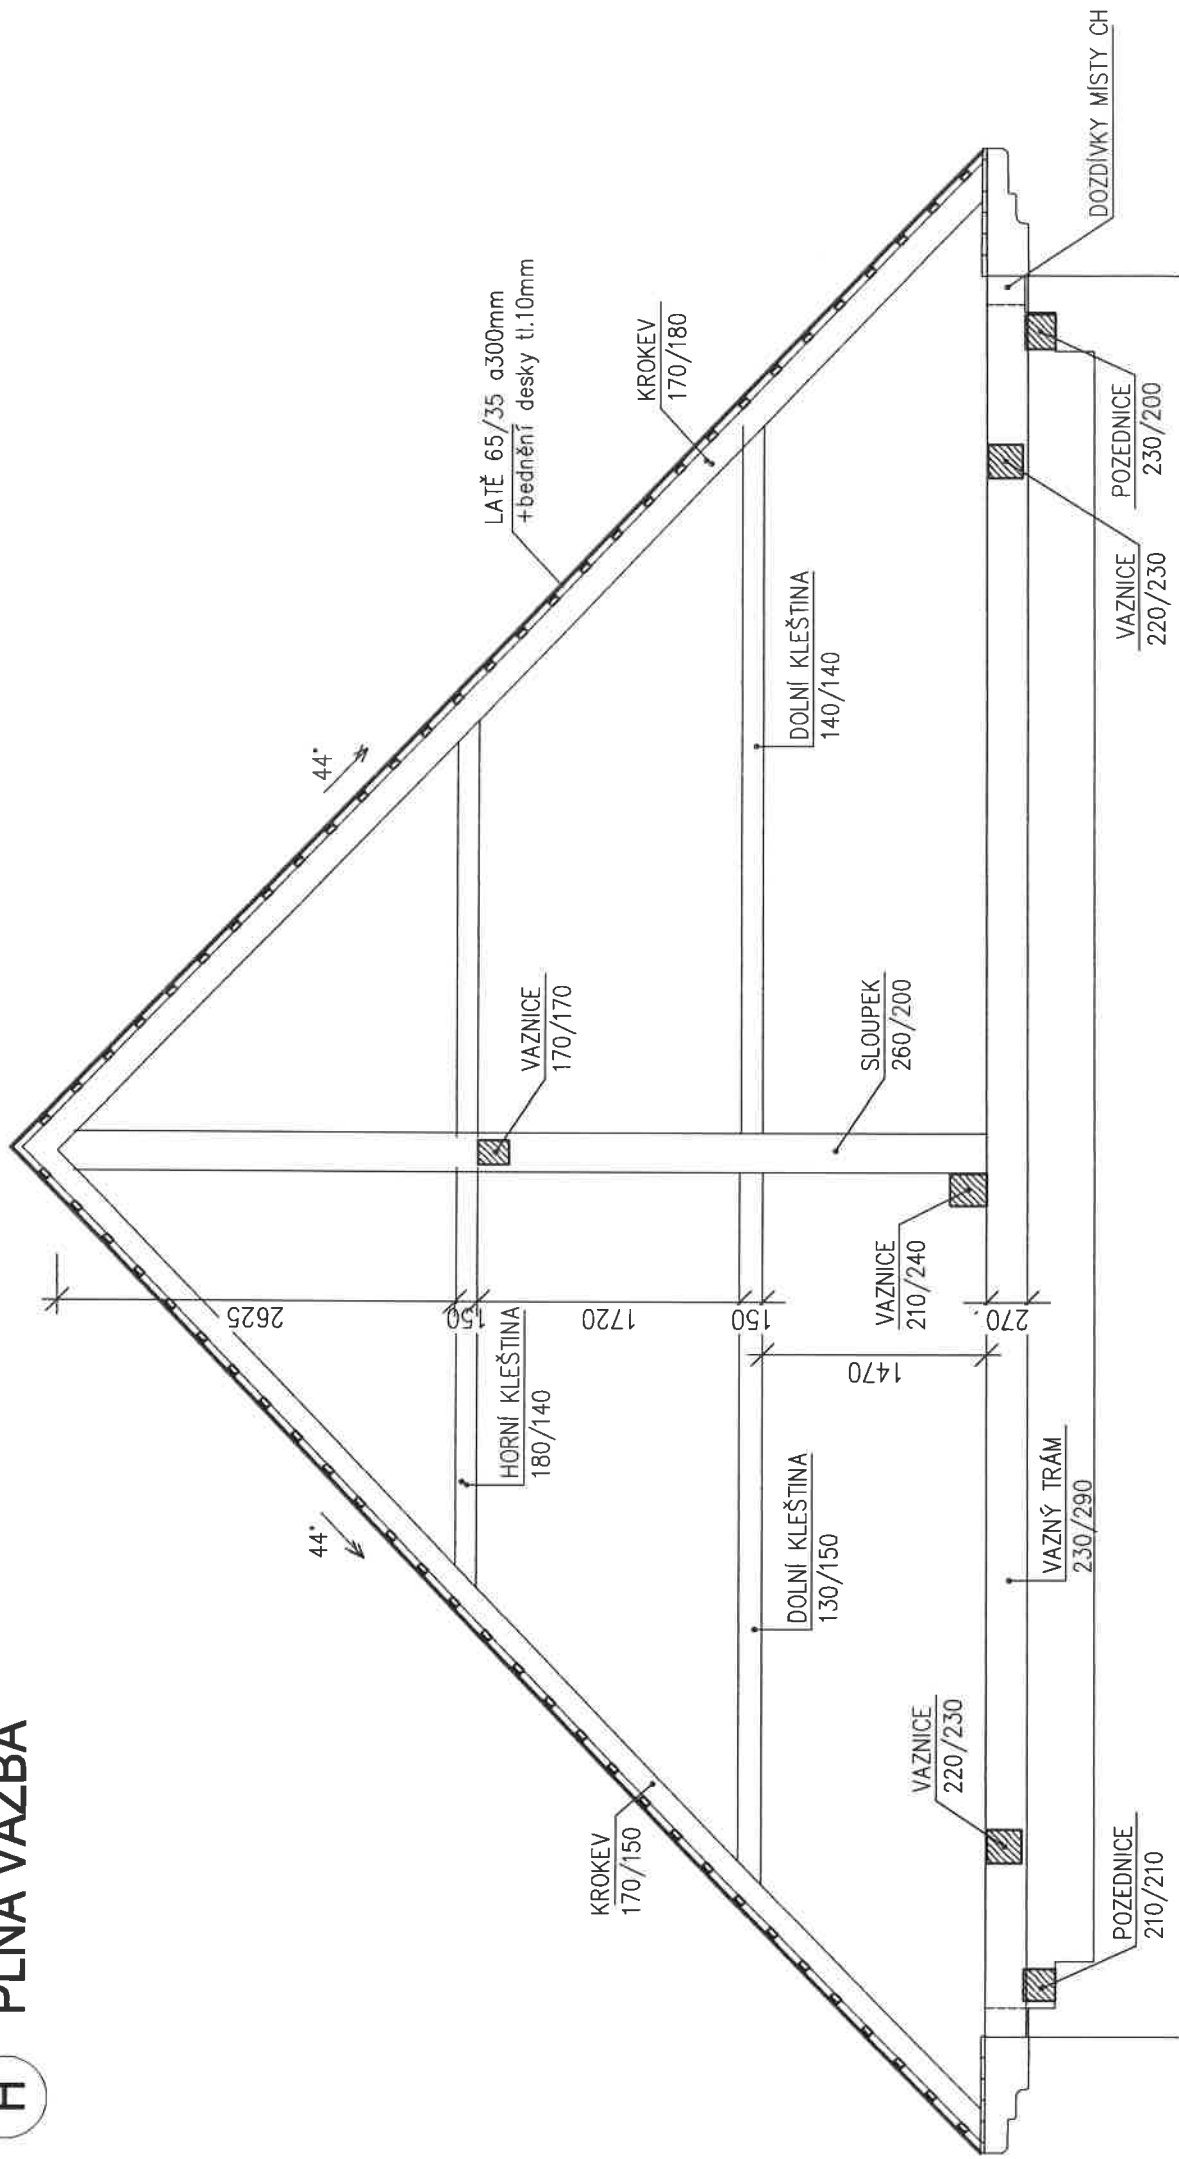 H PLNÁ VAZBA
44°
44°
LATĚ 65/35 a300mm
+bednění desky tl.10mm
KROKEV
170/180
KROKEV
170/150
HORNÍ KLEŠTINA
180/140
VAZNICE
170/170
DOLNÍ KLEŠTINA
130/150
DOLNÍ KLEŠTINA
140/140
2625
150
1720
150
1470
270
VAZNICE
210/240
SLOUPEK
260/200
VAZNICE
220/230
VAZNÝ TRÁM
230/290
VAZNICE
220/230
POZEDNICE
210/210
POZEDNICE
230/200
DOZDÍVKY MÍSTY CH